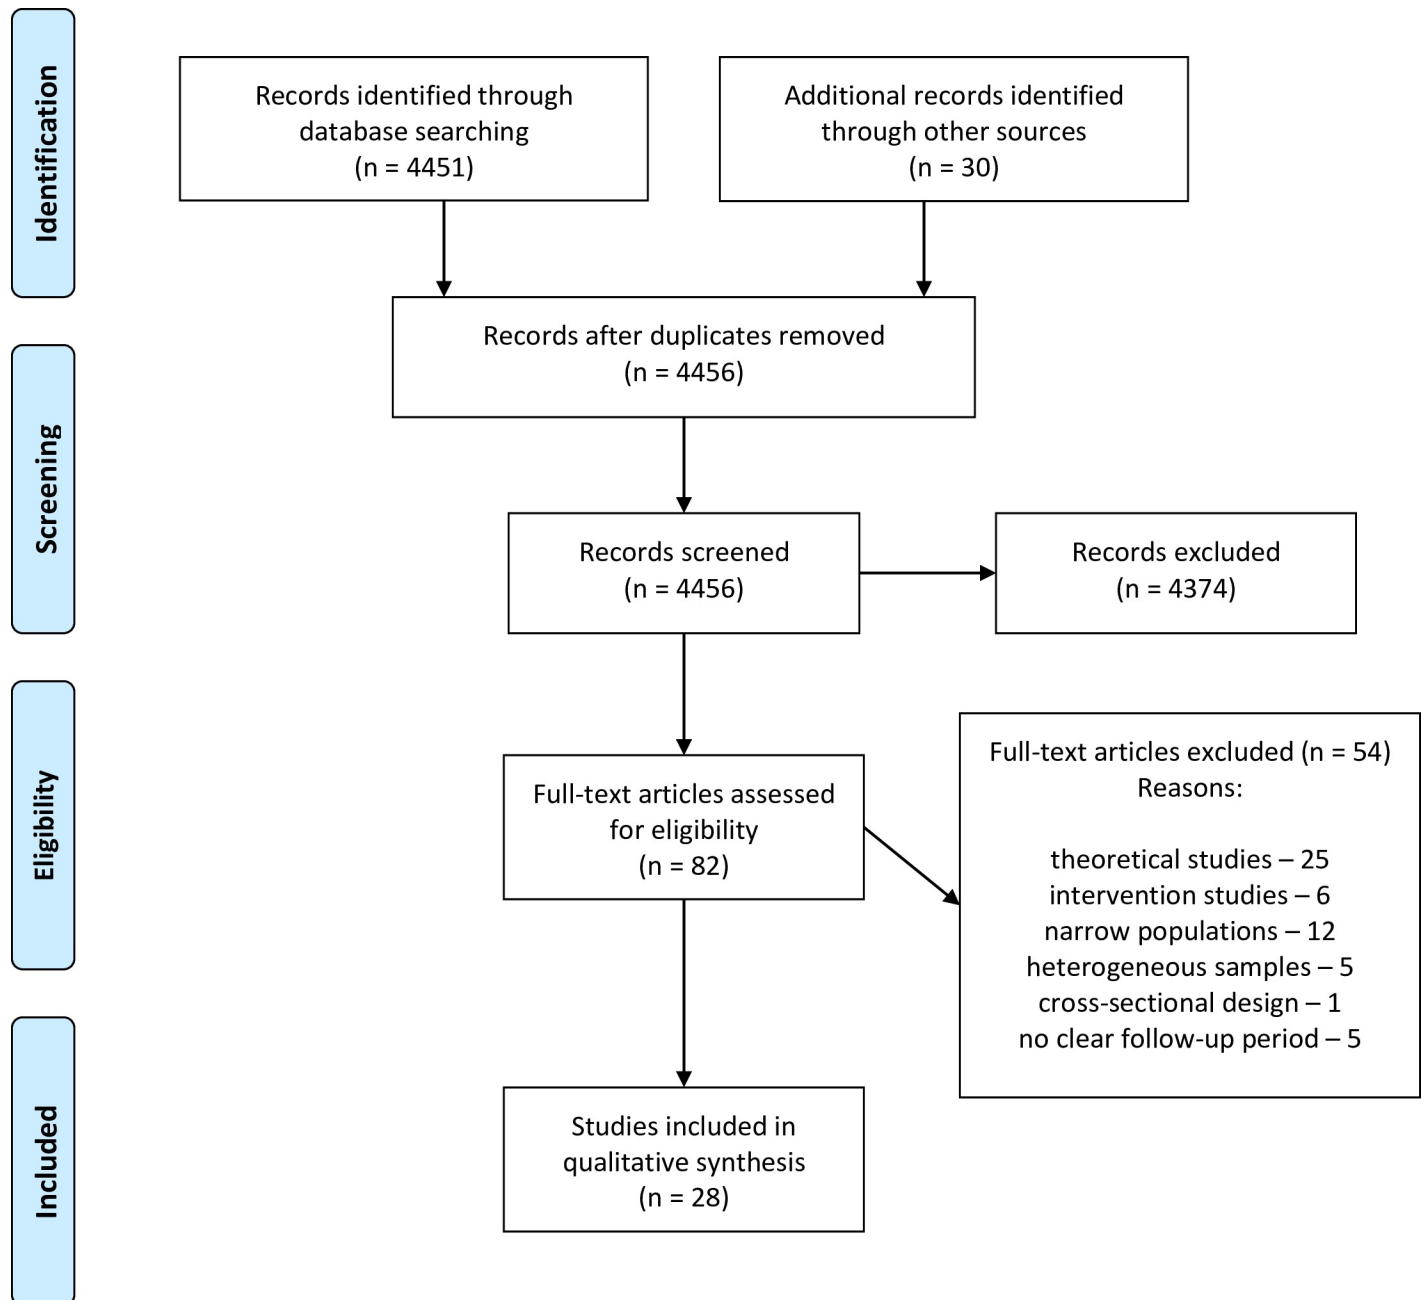 Identification
Records identified through
database searching
(n = 4451)
Additional records identified
through other sources
(n = 30)
Records after duplicates removed
(n = 4456)
Screening
Records screened
(n = 4456)
Records excluded
(n = 4374)
Eligibility
Full-text articles assessed
for eligibility
(n = 82)
Full-text articles excluded (n = 54)
Reasons:
theoretical studies – 25
intervention studies – 6
narrow populations – 12
heterogeneous samples – 5
cross-sectional design – 1
no clear follow-up period – 5
Included
Studies included in
qualitative synthesis
(n = 28)